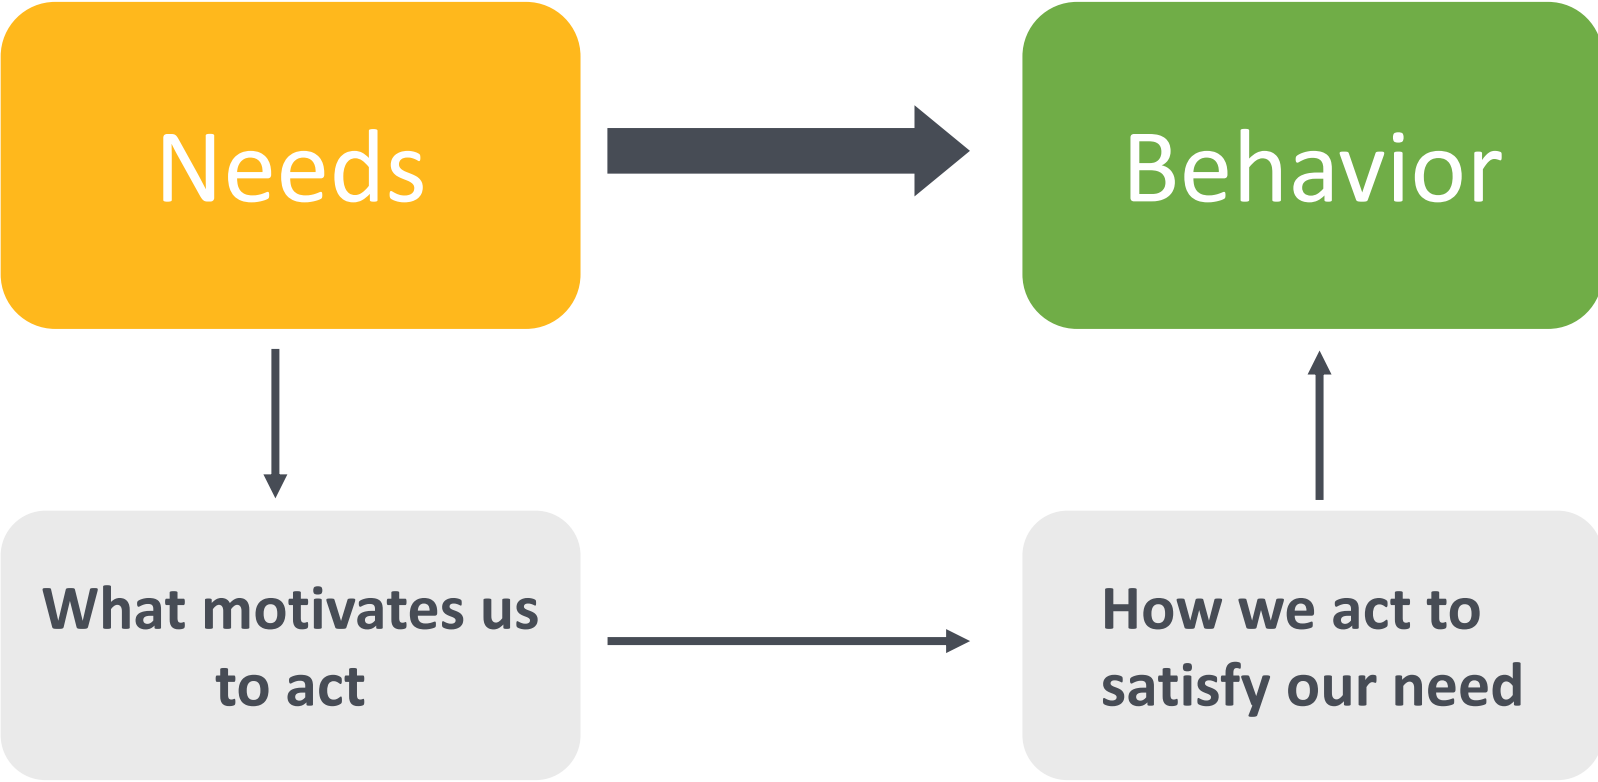 Needs
Behavior
What motivates us
to act
How we act to
satisfy our need